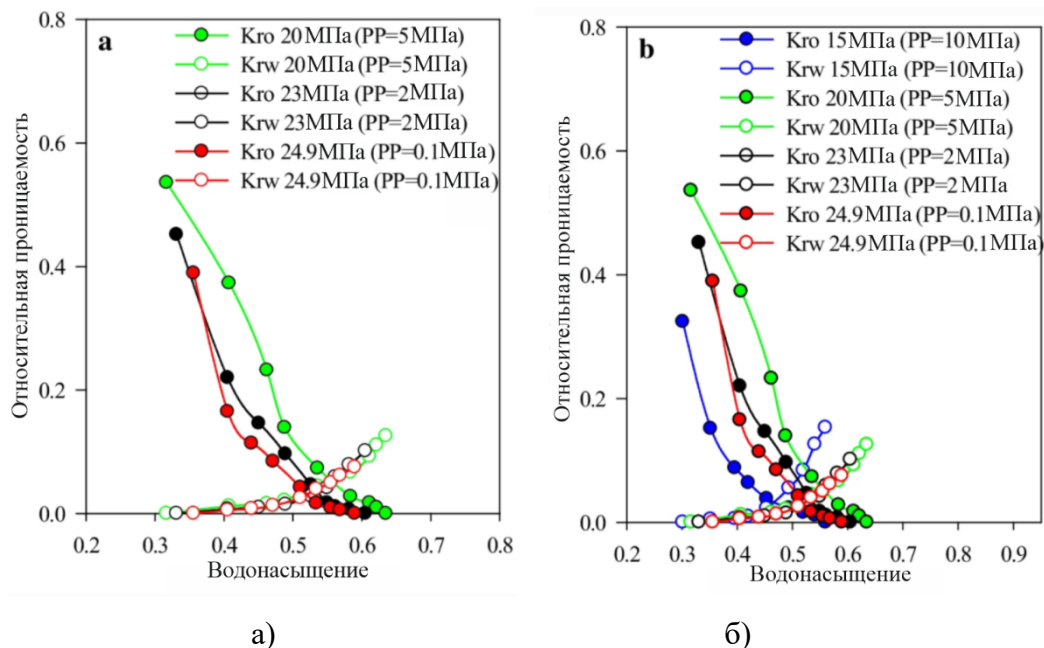 a
Kro 20МПа (PP=5МПа)
Krw 20МПа (PP=5МПа)
Kro 23МПа (PP=2МПа)
Krw 23МПа (PP=2МПа)
Kro 24.9МПа (PP=0.1МПа)
Krw 24.9МПа (PP=0.1МПа)
Относительная проницаемость
0.8
0.6
0.4
0.2
0.0
0.2 0.3 0.4 0.5 0.6 0.7 0.8
Водонасыщение
а)
b
Kro 15МПа (PP=10МПа)
Krw 15МПа (PP=10МПа)
Kro 20МПа (PP=5МПа)
Krw 20МПа (PP=5МПа)
Kro 23МПа (PP=2МПа)
Krw 23МПа (PP=2МПа
Kro 24.9МПа (PP=0.1МПа)
Krw 24.9МПа (PP=0.1МПа)
Относительная проницаемость
0.8
0.6
0.4
0.2
0.0
0.2 0.3 0.4 0.5 0.6 0.7 0.8 0.9
Водонасыщение
б)